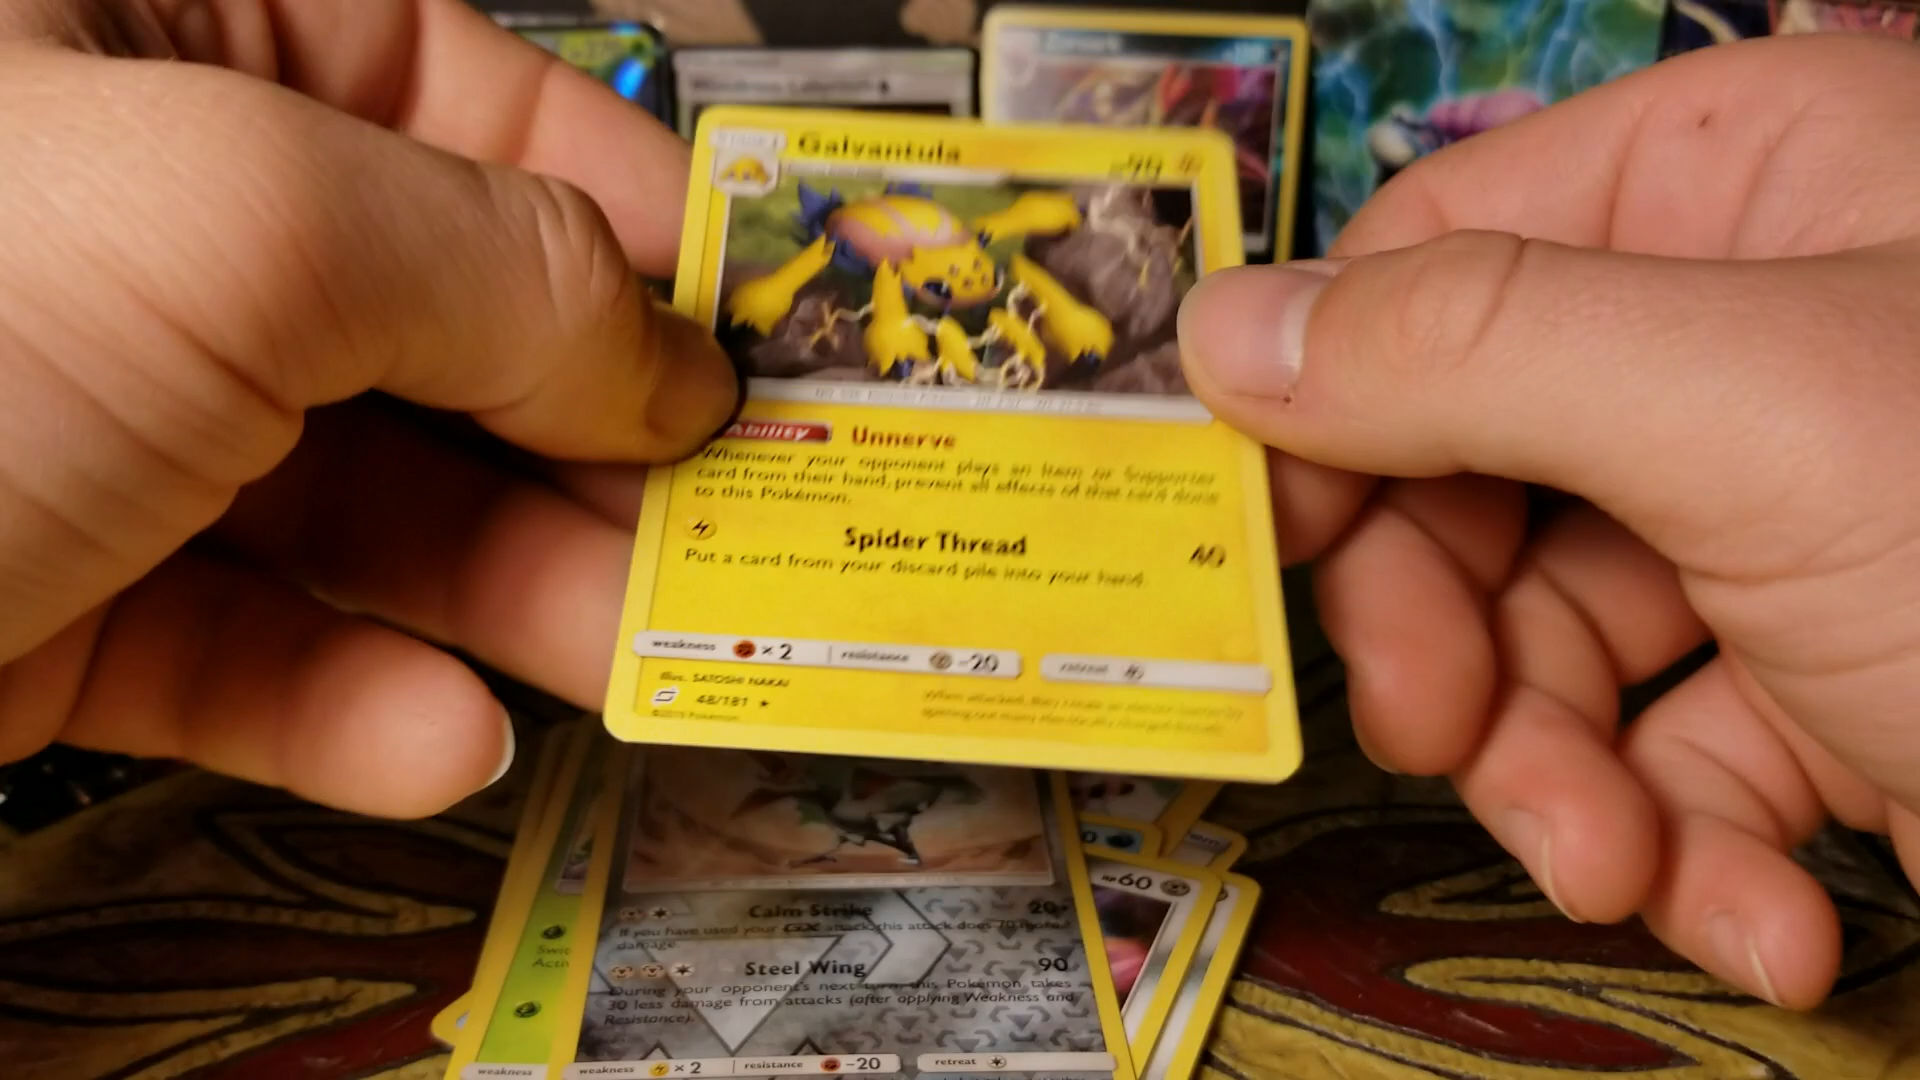 Galvantula
90
Ability Unnerve
Whenever your opponent plays an Item or Supporter
card from their hand, prevent all effects of that card done
to this Pokémon.
Spider Thread 40
Put a card from your discard pile into your hand.
weakness ×2 resistance -20 retreat
Illus. SATOSHI NAKAI
48/181
Calm Strike 20+
If you have used your GX attack, this attack does 70 more
damage.
Steel Wing 90
During your opponent's next turn, this Pokémon takes
30 less damage from attacks (after applying Weakness and
Resistance).
weakness ×2 resistance -20 retreat
HP60
weakness